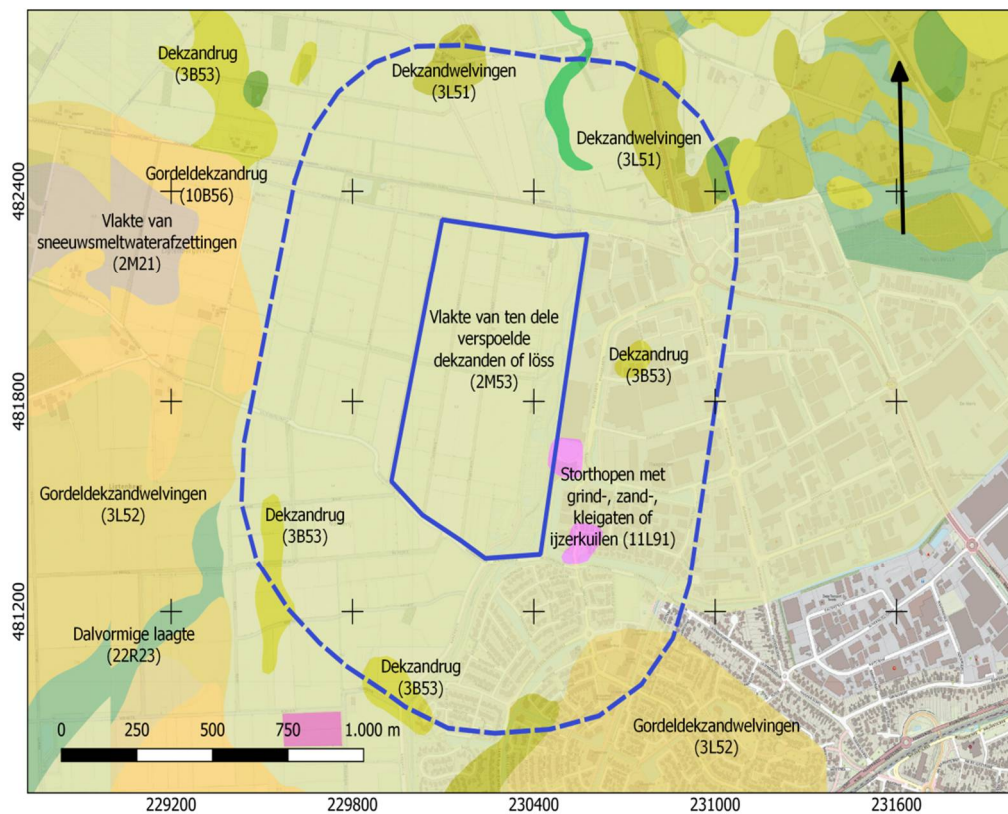 Dekzandrug
(3B53)
Dekzandwelvingen
(3L51)
Dekzandwelvingen
(3L51)
Gordeldekzandrug
(10B56)
Vlakte van
sneeuwsmeltwaterafzettingen
(2M21)
Vlakte van ten dele
verspoelde
dekzanden of löss
(2M53)
Dekzandrug
(3B53)
Storthopen met
grind-, zand-,
kleigaten of
ijzerkuilen (11L91)
Gordeldekzandwelvingen
(3L52)
Dekzandrug
(3B53)
Dalvormige laagte
(22R23)
Dekzandrug
(3B53)
Gordeldekzandwelvingen
(3L52)
0 250 500 750 1.000 m
482400
481800
481200
229200 229800 230400 231000 231600